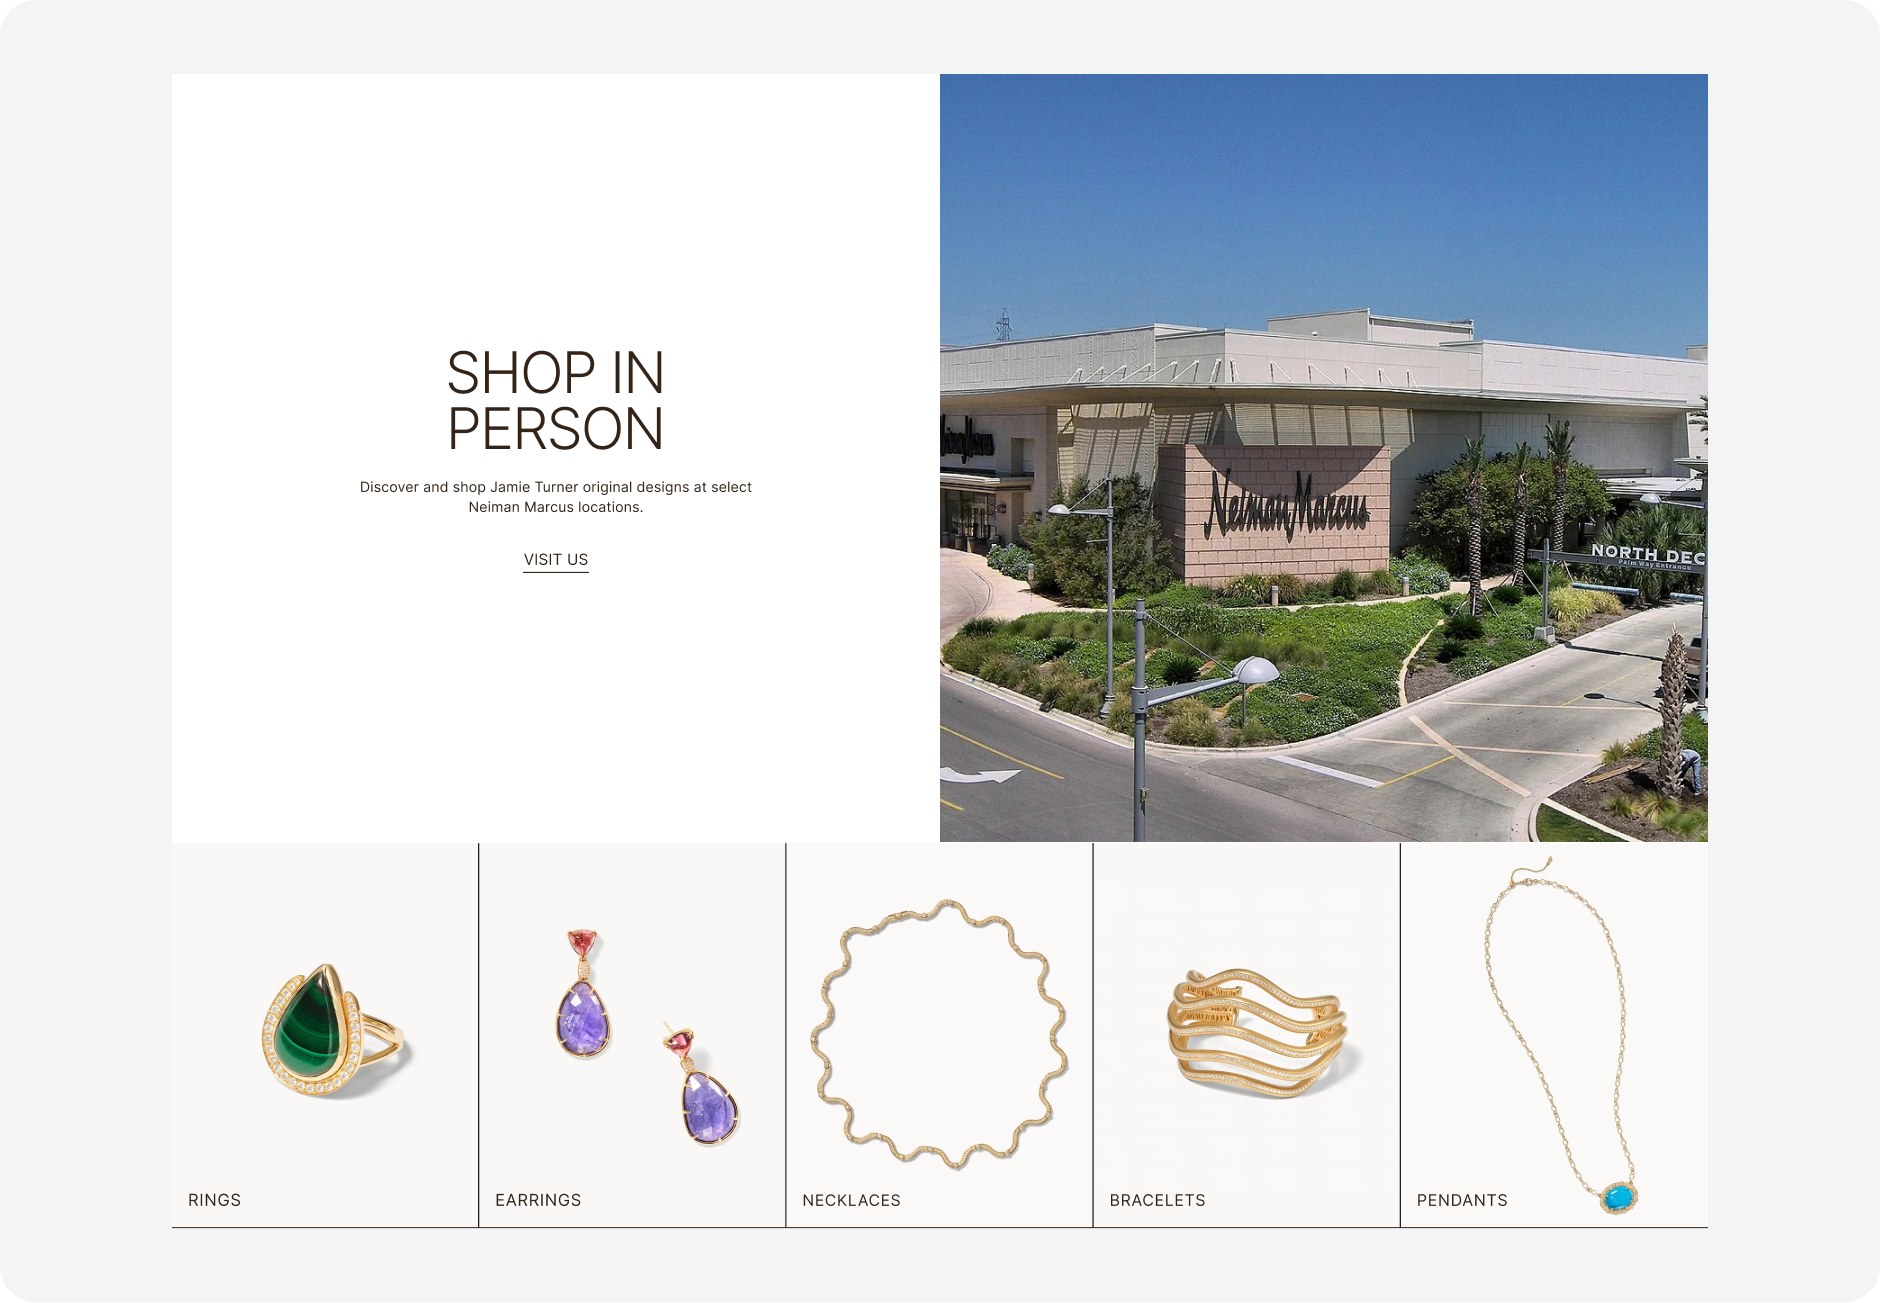 SHOP IN
PERSON
Discover and shop Jamie Turner original designs at select
Neiman Marcus locations.
VISIT US
Neiman Marcus
NORTH DEC
Palm Way Entrance
RINGS
EARRINGS
NECKLACES
BRACELETS
PENDANTS